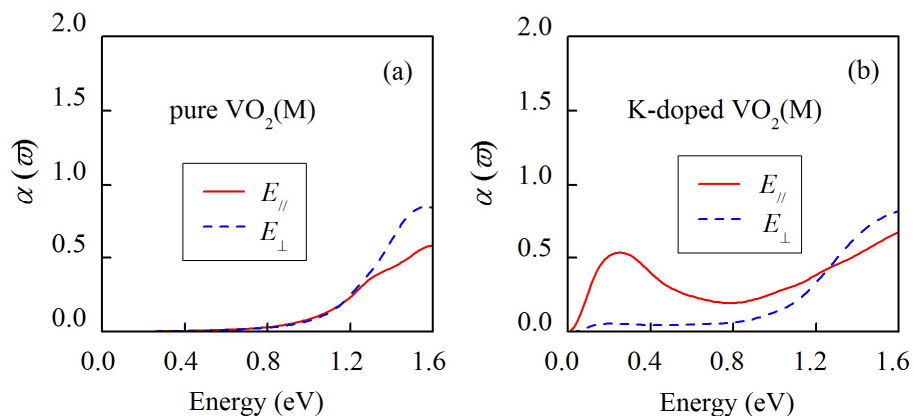 2.0
1.5
1.0
0.5
0.0
α (ϖ)
(a)
pure VO₂(M)
E//
E⊥
0.0 0.4 0.8 1.2 1.6
Energy (eV)
2.0
1.5
1.0
0.5
0.0
α (ϖ)
(b)
K-doped VO₂(M)
E//
E⊥
0.0 0.4 0.8 1.2 1.6
Energy (eV)